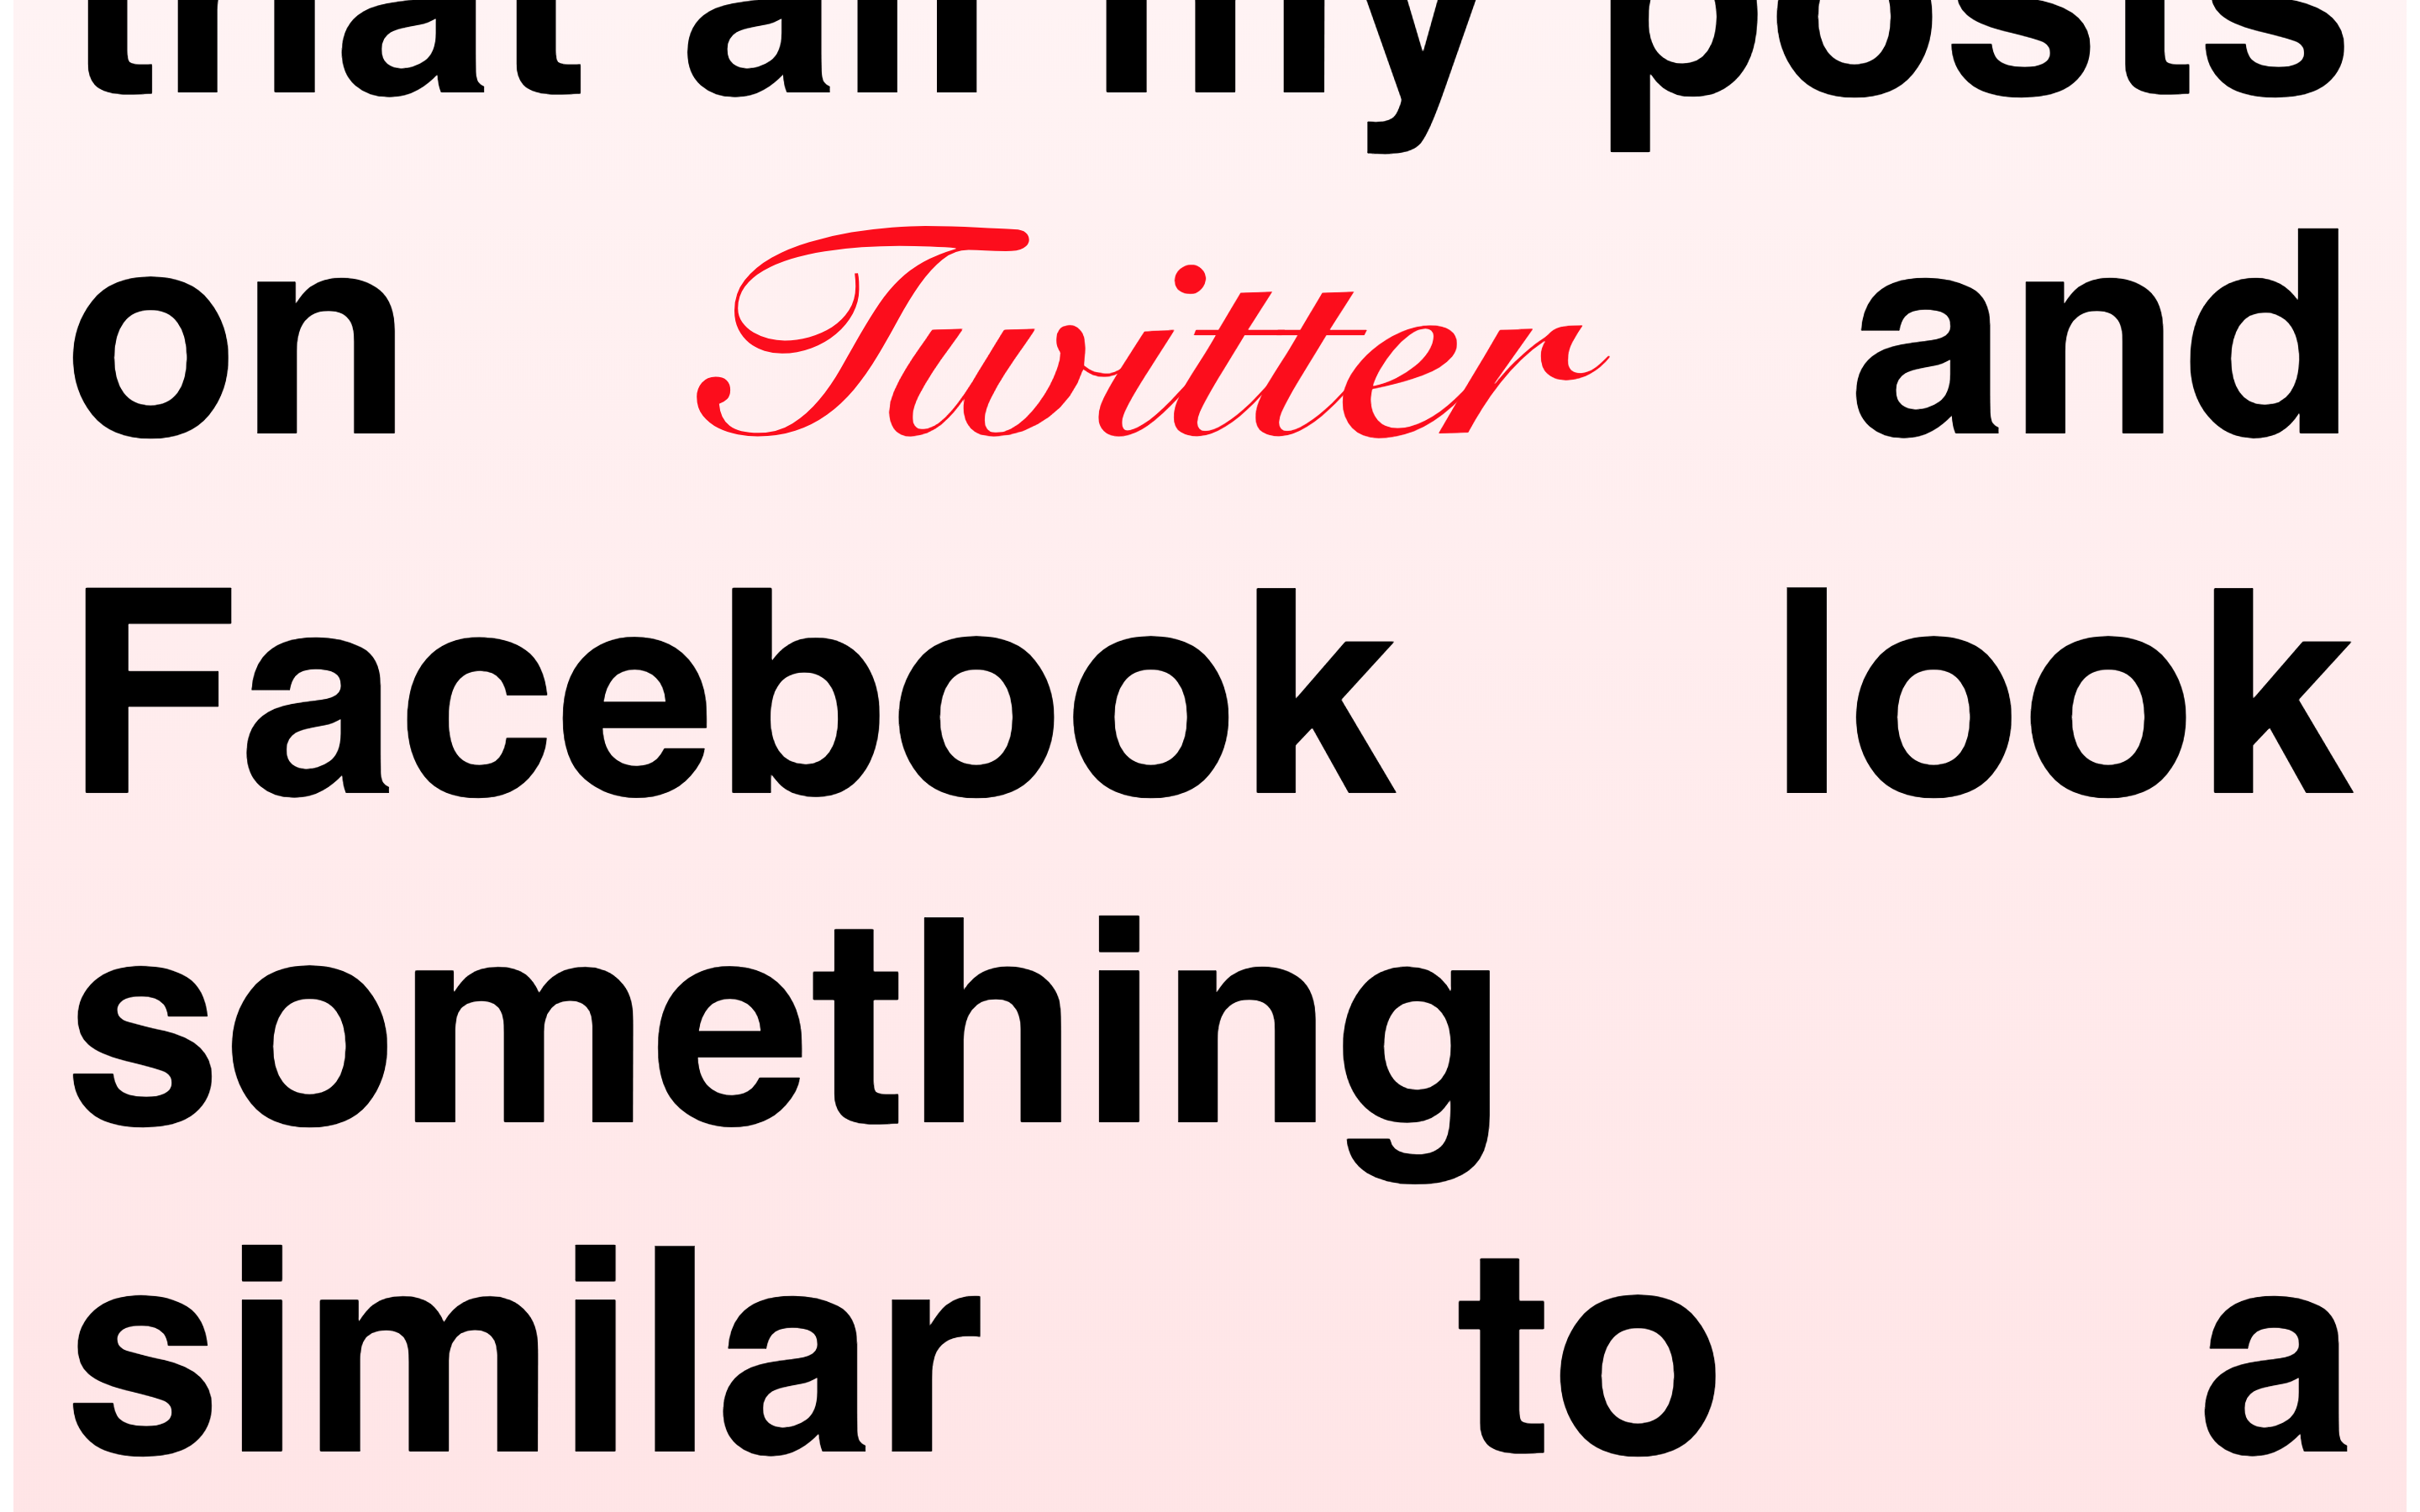 that all my posts
on Twitter and
Facebook look
something
similar to a